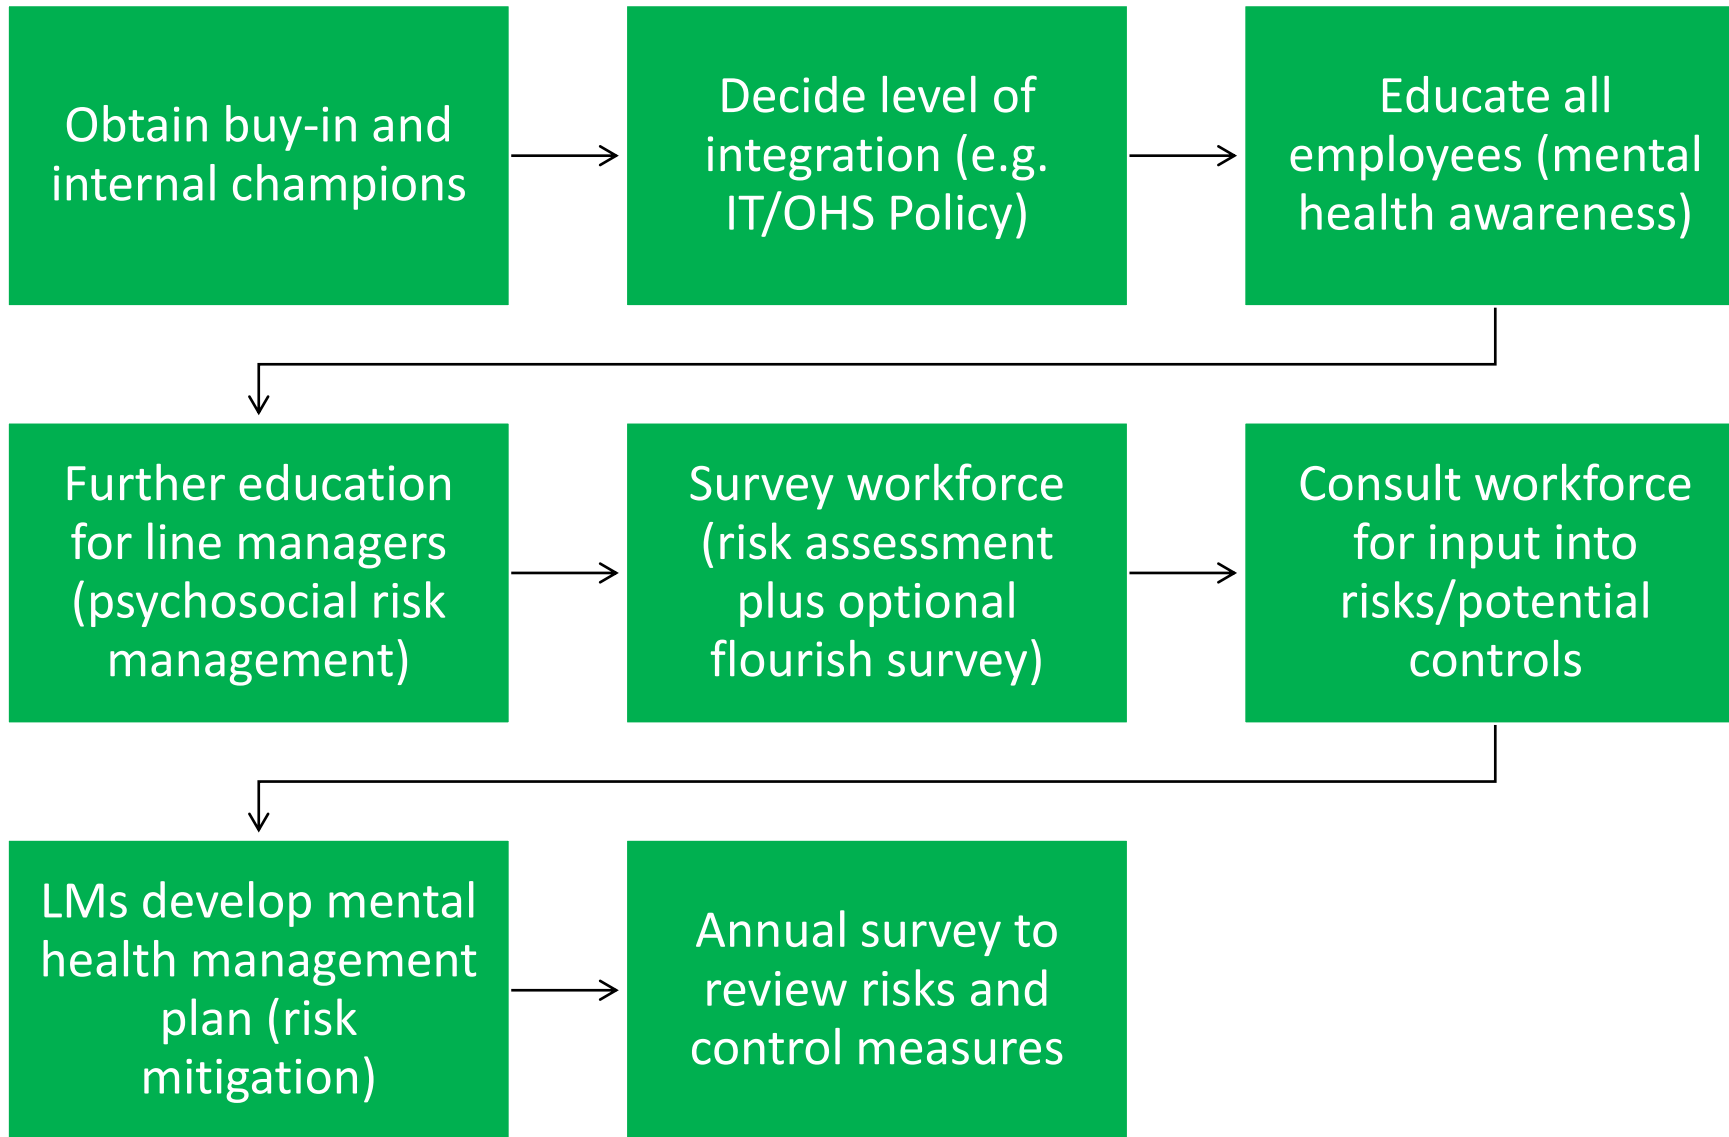 Obtain buy-in and
internal champions
Decide level of
integration (e.g.
IT/OHS Policy)
Educate all
employees (mental
health awareness)
Further education
for line managers
(psychosocial risk
management)
Survey workforce
(risk assessment
plus optional
flourish survey)
Consult workforce
for input into
risks/potential
controls
LMs develop mental
health management
plan (risk
mitigation)
Annual survey to
review risks and
control measures